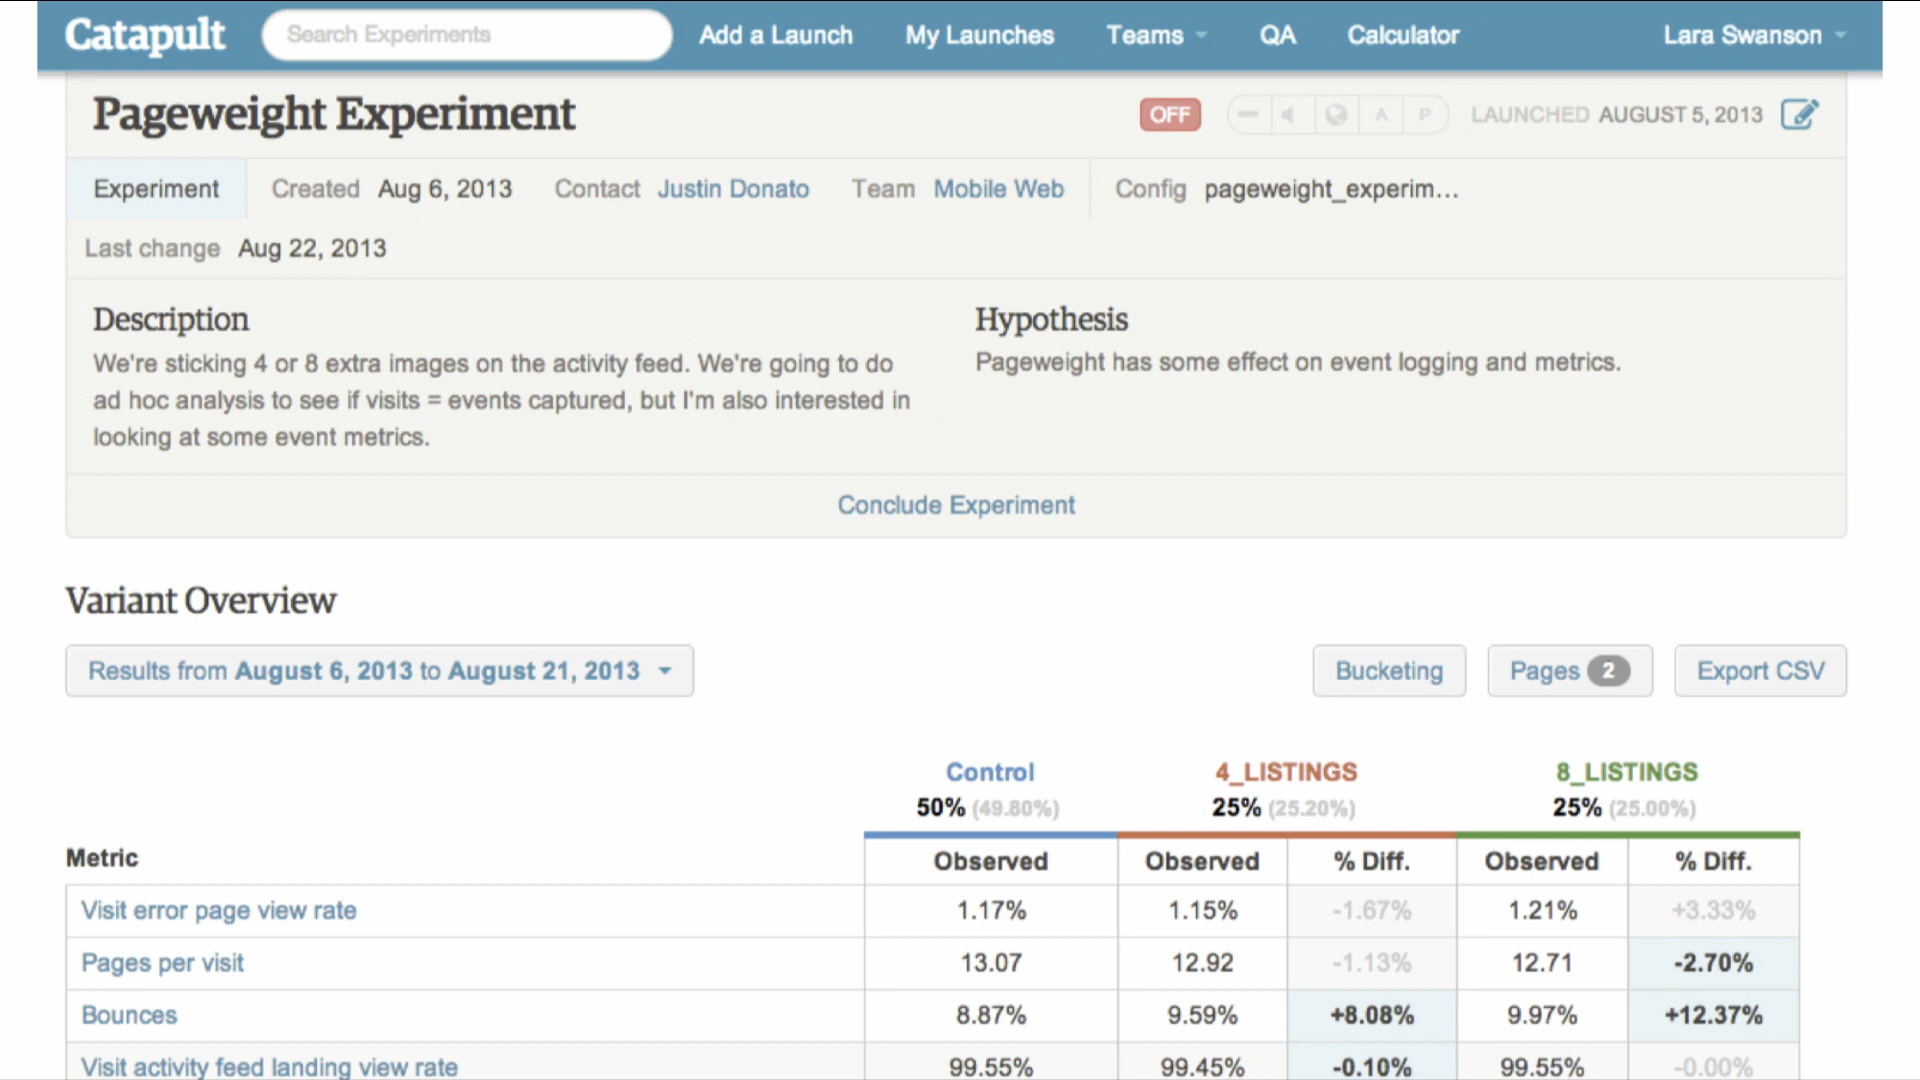 Catapult Search Experiments Add a Launch My Launches Teams QA Calculator Lara Swanson
Pageweight Experiment OFF A P LAUNCHED AUGUST 5, 2013
Experiment Created Aug 6, 2013 Contact Justin Donato Team Mobile Web Config pageweight_experim...
Last change Aug 22, 2013
Description
We're sticking 4 or 8 extra images on the activity feed. We're going to do
ad hoc analysis to see if visits = events captured, but I'm also interested in
looking at some event metrics.
Hypothesis
Pageweight has some effect on event logging and metrics.
Conclude Experiment
Variant Overview
Results from August 6, 2013 to August 21, 2013 Bucketing Pages 2 Export CSV
Control 4_LISTINGS 8_LISTINGS
50% (49.80%) 25% (25.20%) 25% (25.00%)
Metric Observed Observed % Diff. Observed % Diff.
Visit error page view rate 1.17% 1.15% -1.67% 1.21% +3.33%
Pages per visit 13.07 12.92 -1.13% 12.71 -2.70%
Bounces 8.87% 9.59% +8.08% 9.97% +12.37%
Visit activity feed landing view rate 99.55% 99.45% -0.10% 99.55% -0.00%